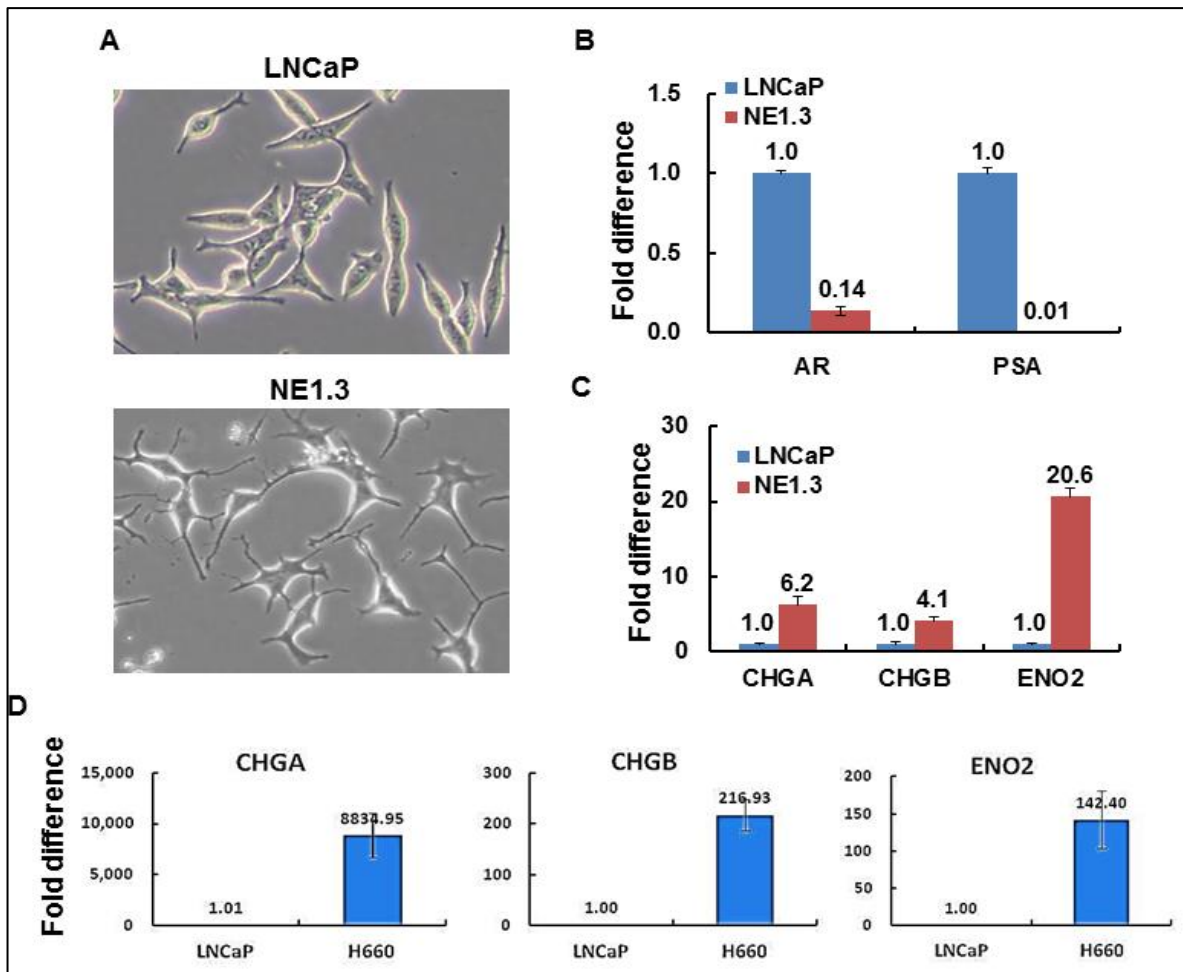 A
LNCaP
NE1.3
B
LNCaP
NE1.3
Fold difference
1.5
1.0
0.5
0.0
1.0
0.14
1.0
0.01
AR
PSA
C
LNCaP
NE1.3
Fold difference
30
20
10
0
1.0
6.2
1.0
4.1
1.0
20.6
CHGA
CHGB
ENO2
D
Fold difference
CHGA
15,000
10,000
5,000
0
1.01
8834.95
LNCaP
H660
CHGB
300
200
100
0
1.00
216.93
LNCaP
H660
ENO2
200
150
100
50
0
1.00
142.40
LNCaP
H660